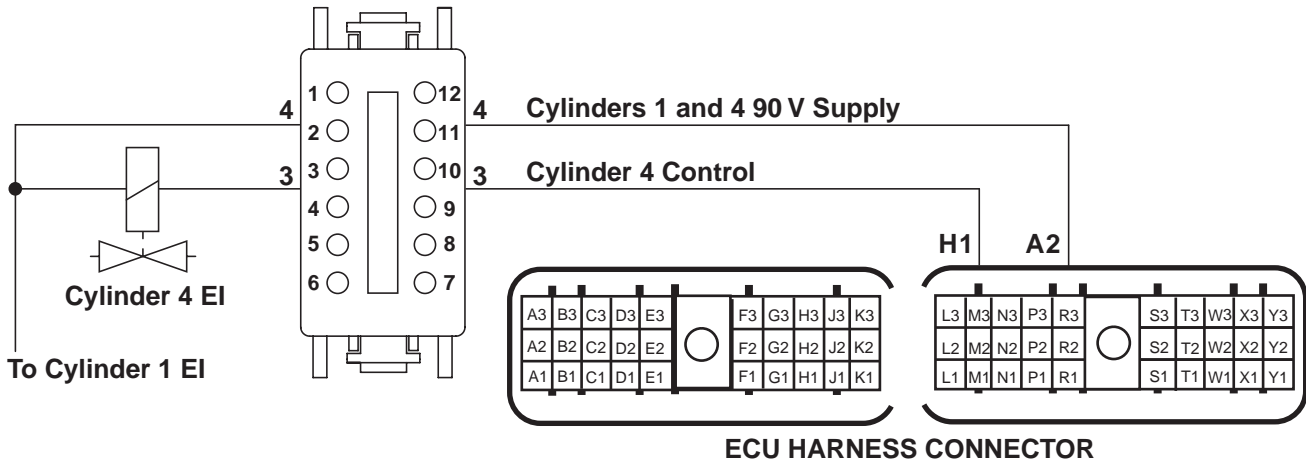 1 12
4 4 Cylinders 1 and 4 90 V Supply
2 11
3 10
3 3 Cylinder 4 Control
4 9
5 8
6 7
H1 A2
Cylinder 4 EI
To Cylinder 1 EI
A3 B3 C3 D3 E3 F3 G3 H3 J3 K3 L3 M3 N3 P3 R3 S3 T3 W3 X3 Y3
A2 B2 C2 D2 E2 F2 G2 H2 J2 K2 L2 M2 N2 P2 R2 S2 T2 W2 X2 Y2
A1 B1 C1 D1 E1 F1 G1 H1 J1 K1 L1 M1 N1 P1 R1 S1 T1 W1 X1 Y1
ECU HARNESS CONNECTOR